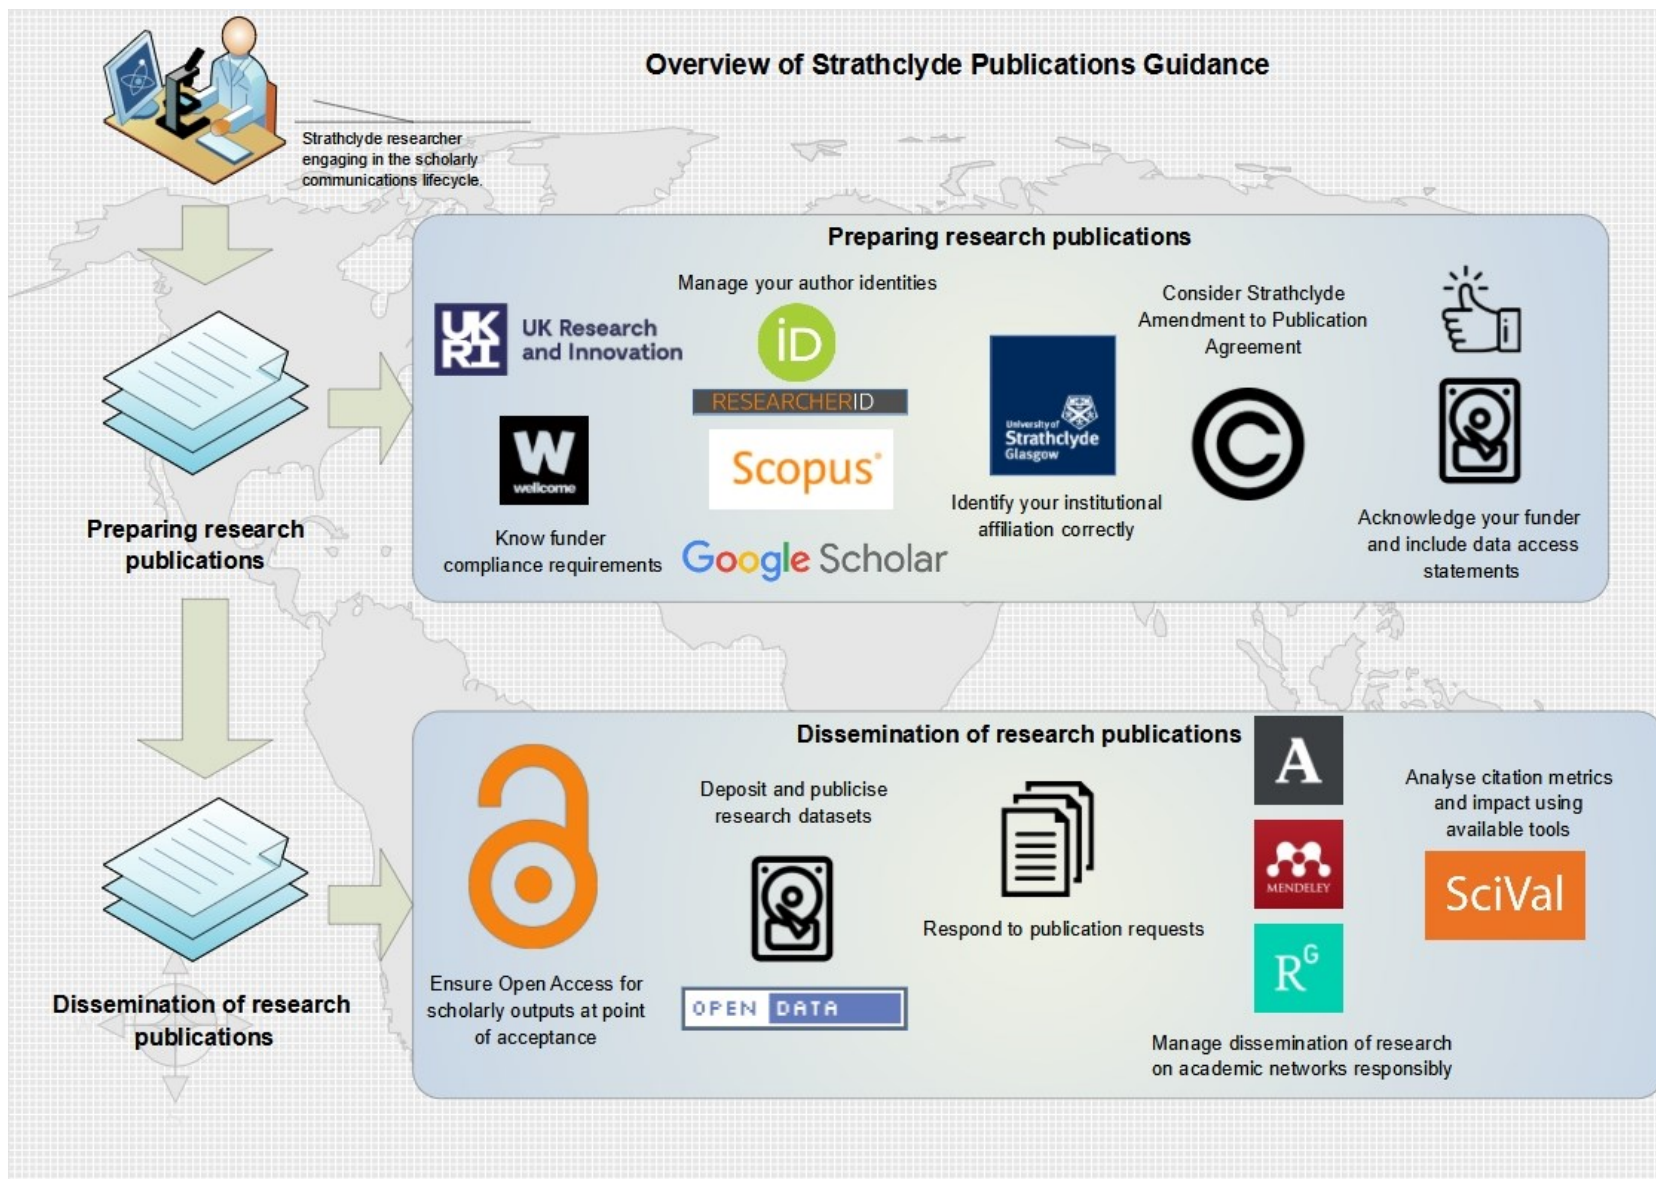 Overview of Strathclyde Publications Guidance
Strathclyde researcher
engaging in the scholarly
communications lifecycle.
Preparing research publications
UK
RI
UK Research
and Innovation
W
wellcome
Know funder
compliance requirements
Manage your author identities
iD
RESEARCHERID
Scopus®
Google Scholar
University of
Strathclyde
Glasgow
Identify your institutional
affiliation correctly
Consider Strathclyde
Amendment to Publication
Agreement
C
Acknowledge your funder
and include data access
statements
Preparing research
publications
Dissemination of research publications
Ensure Open Access for
scholarly outputs at point
of acceptance
Deposit and publicise
research datasets
OPEN DATA
Respond to publication requests
A
MENDELEY
RG
Manage dissemination of research
on academic networks responsibly
Analyse citation metrics
and impact using
available tools
SciVal
Dissemination of research
publications